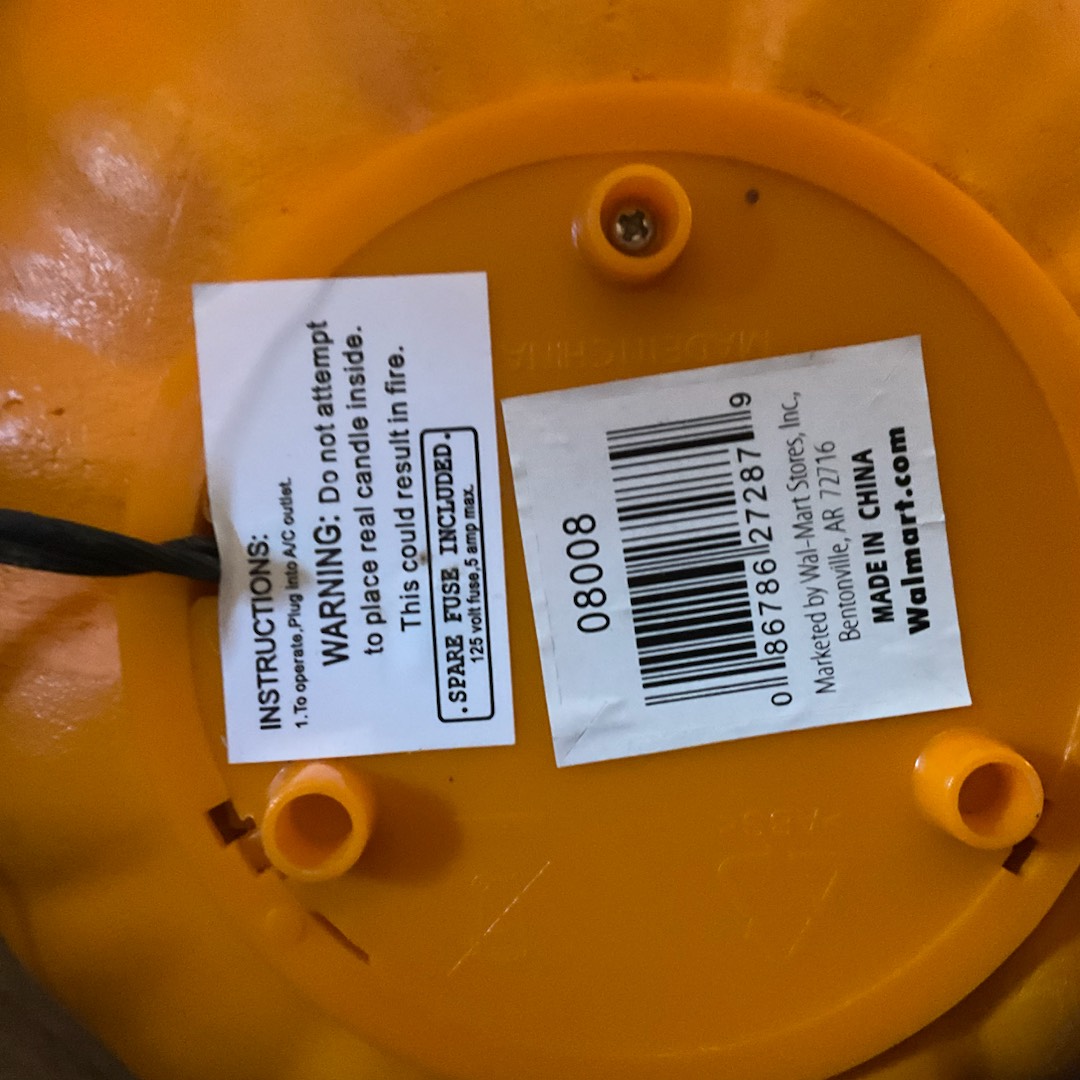 INSTRUCTIONS:
1.To operate,Plug into A/C outlet.
WARNING: Do not attempt
to place real candle inside.
This could result in fire.
.SPARE FUSE INCLUDED.
125 volt fuse,5 amp max.
08008
0 86786 27287 9
Marketed by Wal-Mart Stores, Inc.,
Bentonville, AR 72716
MADE IN CHINA
Walmart.com